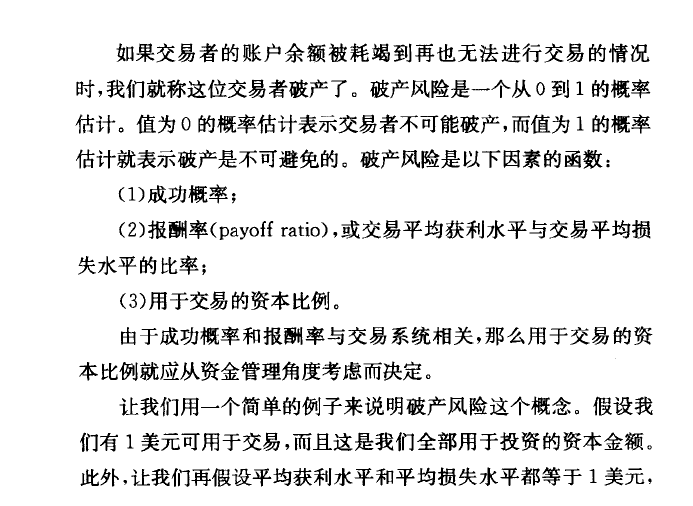 如果交易者的账户余额被耗竭到再也无法进行交易的情况
时,我们就称这位交易者破产了。破产风险是一个从0到1的概率
估计。值为0的概率估计表示交易者不可能破产,而值为1的概率
估计就表示破产是不可避免的。破产风险是以下因素的函数:
(1)成功概率;
(2)报酬率(payoff ratio),或交易平均获利水平与交易平均损
失水平的比率;
(3)用于交易的资本比例。
由于成功概率和报酬率与交易系统相关,那么用于交易的资
本比例就应从资金管理角度考虑而决定。
让我们用一个简单的例子来说明破产风险这个概念。假设我
们有1美元可用于交易,而且这是我们全部用于投资的资本金额。
此外,让我们再假设平均获利水平和平均损失水平都等于1美元,